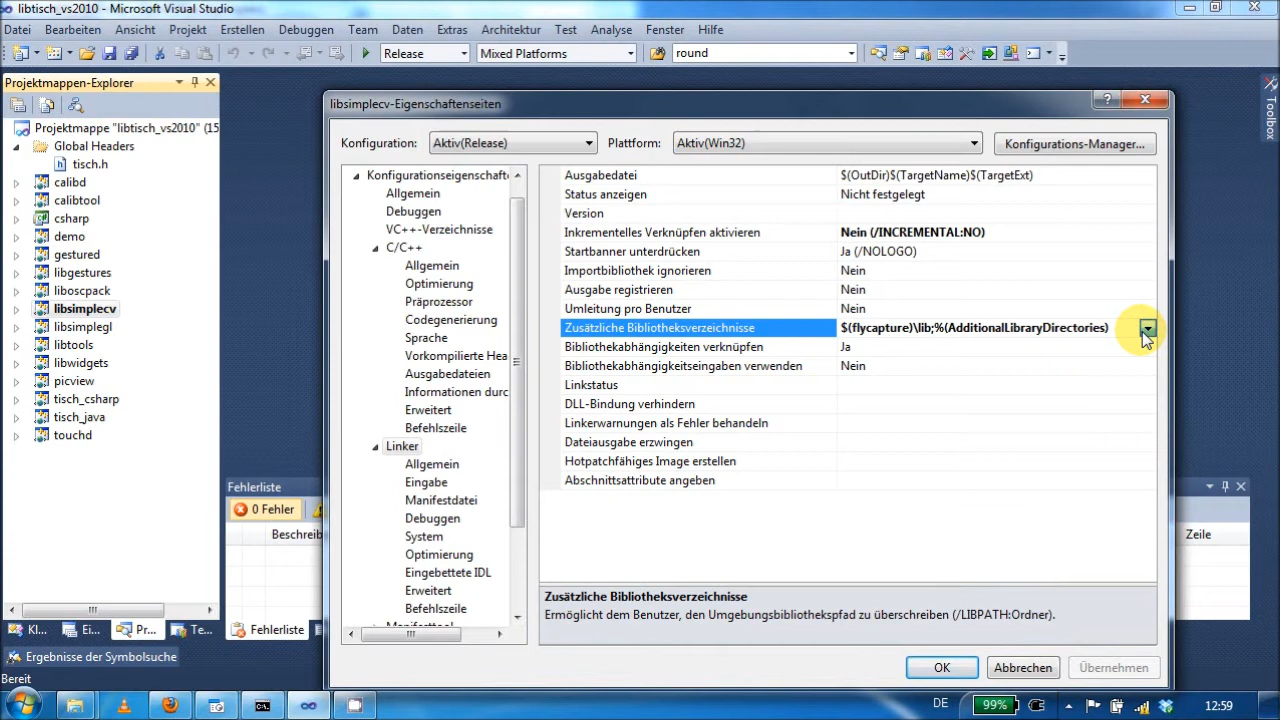 libtisch_vs2010 - Microsoft Visual Studio
Datei Bearbeiten Ansicht Projekt Erstellen Debuggen Team Daten Extras Architektur Test Analyse Fenster Hilfe
Release Mixed Platforms round
Projektmappen-Explorer
Projektmappe "libtisch_vs2010" (15
Global Headers
tisch.h
calibd
calibtool
csharp
demo
gestured
libgestures
liboscpack
libsimplecv
libsimplegl
libtools
libwidgets
picview
tisch_csharp
tisch_java
touchd
Kl... Ei... Pr... Te...
Ergebnisse der Symbolsuche
Bereit
Toolbox
Fehlerliste
0 Fehler
Beschreib
Zeile
Fehlerliste
libsimplecv-Eigenschaftenseiten
Konfiguration: Aktiv(Release) Plattform: Aktiv(Win32) Konfigurations-Manager...
Konfigurationseigenschafte
Allgemein
Debuggen
VC++-Verzeichnisse
C/C++
Allgemein
Optimierung
Präprozessor
Codegenerierung
Sprache
Vorkompilierte Hea
Ausgabedateien
Informationen durc
Erweitert
Befehlszeile
Linker
Allgemein
Eingabe
Manifestdatei
Debuggen
System
Optimierung
Eingebettete IDL
Erweitert
Befehlszeile
Manifesttool
Ausgabedatei $(OutDir)$(TargetName)$(TargetExt)
Status anzeigen Nicht festgelegt
Version
Inkrementelles Verknüpfen aktivieren Nein (/INCREMENTAL:NO)
Startbanner unterdrücken Ja (/NOLOGO)
Importbibliothek ignorieren Nein
Ausgabe registrieren Nein
Umleitung pro Benutzer Nein
Zusätzliche Bibliotheksverzeichnisse $(flycapture)\lib;%(AdditionalLibraryDirectories)
Bibliothekabhängigkeiten verknüpfen Ja
Bibliothekabhängigkeitseingaben verwenden Nein
Linkstatus
DLL-Bindung verhindern
Linkerwarnungen als Fehler behandeln
Dateiausgabe erzwingen
Hotpatchfähiges Image erstellen
Abschnittsattribute angeben
Zusätzliche Bibliotheksverzeichnisse
Ermöglicht dem Benutzer, den Umgebungsbibliothekspfad zu überschreiben (/LIBPATH:Ordner).
OK Abbrechen Übernehmen
DE 99% 12:59